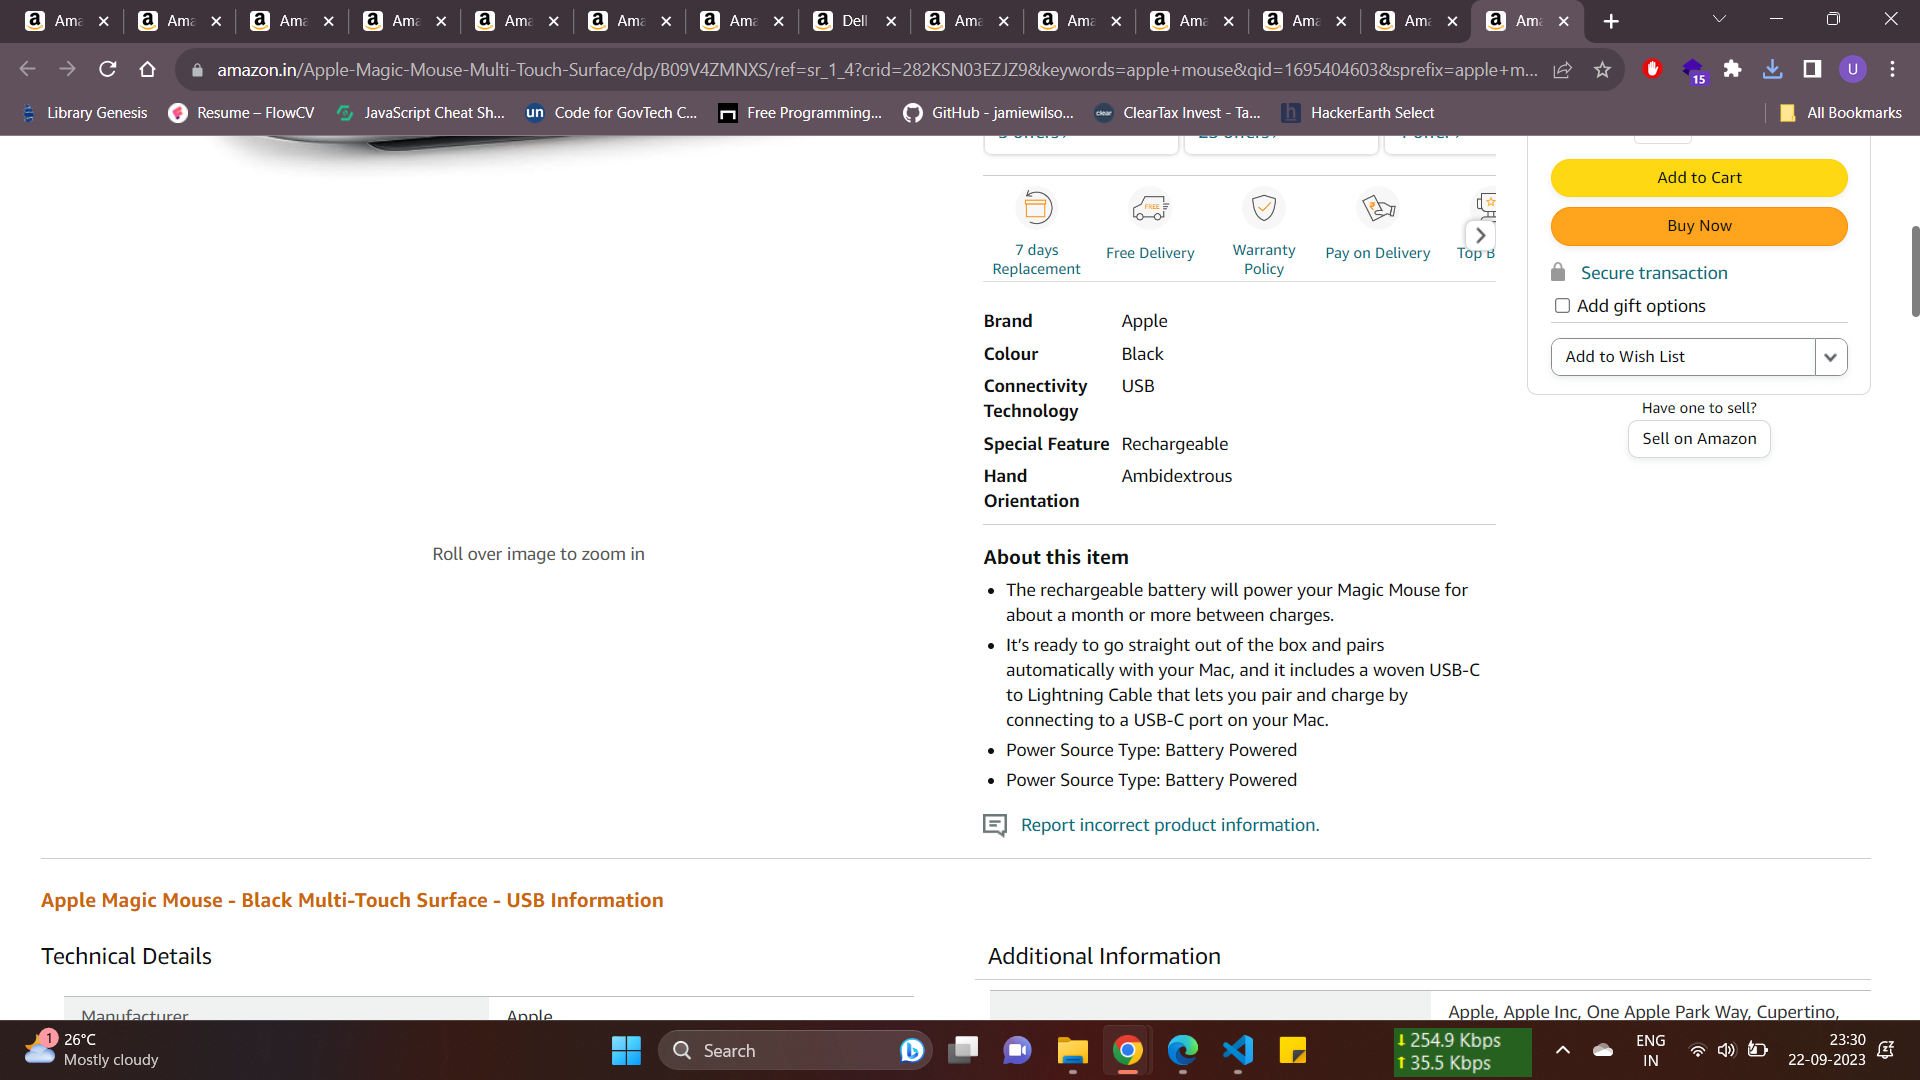 Ama
Ama
Ama
Ama
Ama
Ama
Ama
Dell
Ama
Ama
Ama
Ama
Ama
Ama
amazon.in/Apple-Magic-Mouse-Multi-Touch-Surface/dp/B09V4ZMNXS/ref=sr_1_4?crid=282KSN03EZJZ9&keywords=apple+mouse&qid=1695404603&sprefix=apple+m...
15
U
Library Genesis
Resume – FlowCV
JavaScript Cheat Sh...
un Code for GovTech C...
Free Programming...
GitHub - jamiewilso...
clear ClearTax Invest - Ta...
h HackerEarth Select
All Bookmarks
Add to Cart
Buy Now
Secure transaction
Add gift options
Add to Wish List
Have one to sell?
Sell on Amazon
FREE
7 days
Replacement
Free Delivery
Warranty
Policy
Pay on Delivery
Top B
Brand Apple
Colour Black
Connectivity USB
Technology
Special Feature Rechargeable
Hand Ambidextrous
Orientation
Roll over image to zoom in
About this item
• The rechargeable battery will power your Magic Mouse for
about a month or more between charges.
• It’s ready to go straight out of the box and pairs
automatically with your Mac, and it includes a woven USB-C
to Lightning Cable that lets you pair and charge by
connecting to a USB-C port on your Mac.
• Power Source Type: Battery Powered
• Power Source Type: Battery Powered
Report incorrect product information.
Apple Magic Mouse - Black Multi-Touch Surface - USB Information
Technical Details
Additional Information
Manufacturer Apple
Apple, Apple Inc, One Apple Park Way, Cupertino,
1
26°C
Mostly cloudy
Search
254.9 Kbps
35.5 Kbps
ENG
IN
23:30
22-09-2023